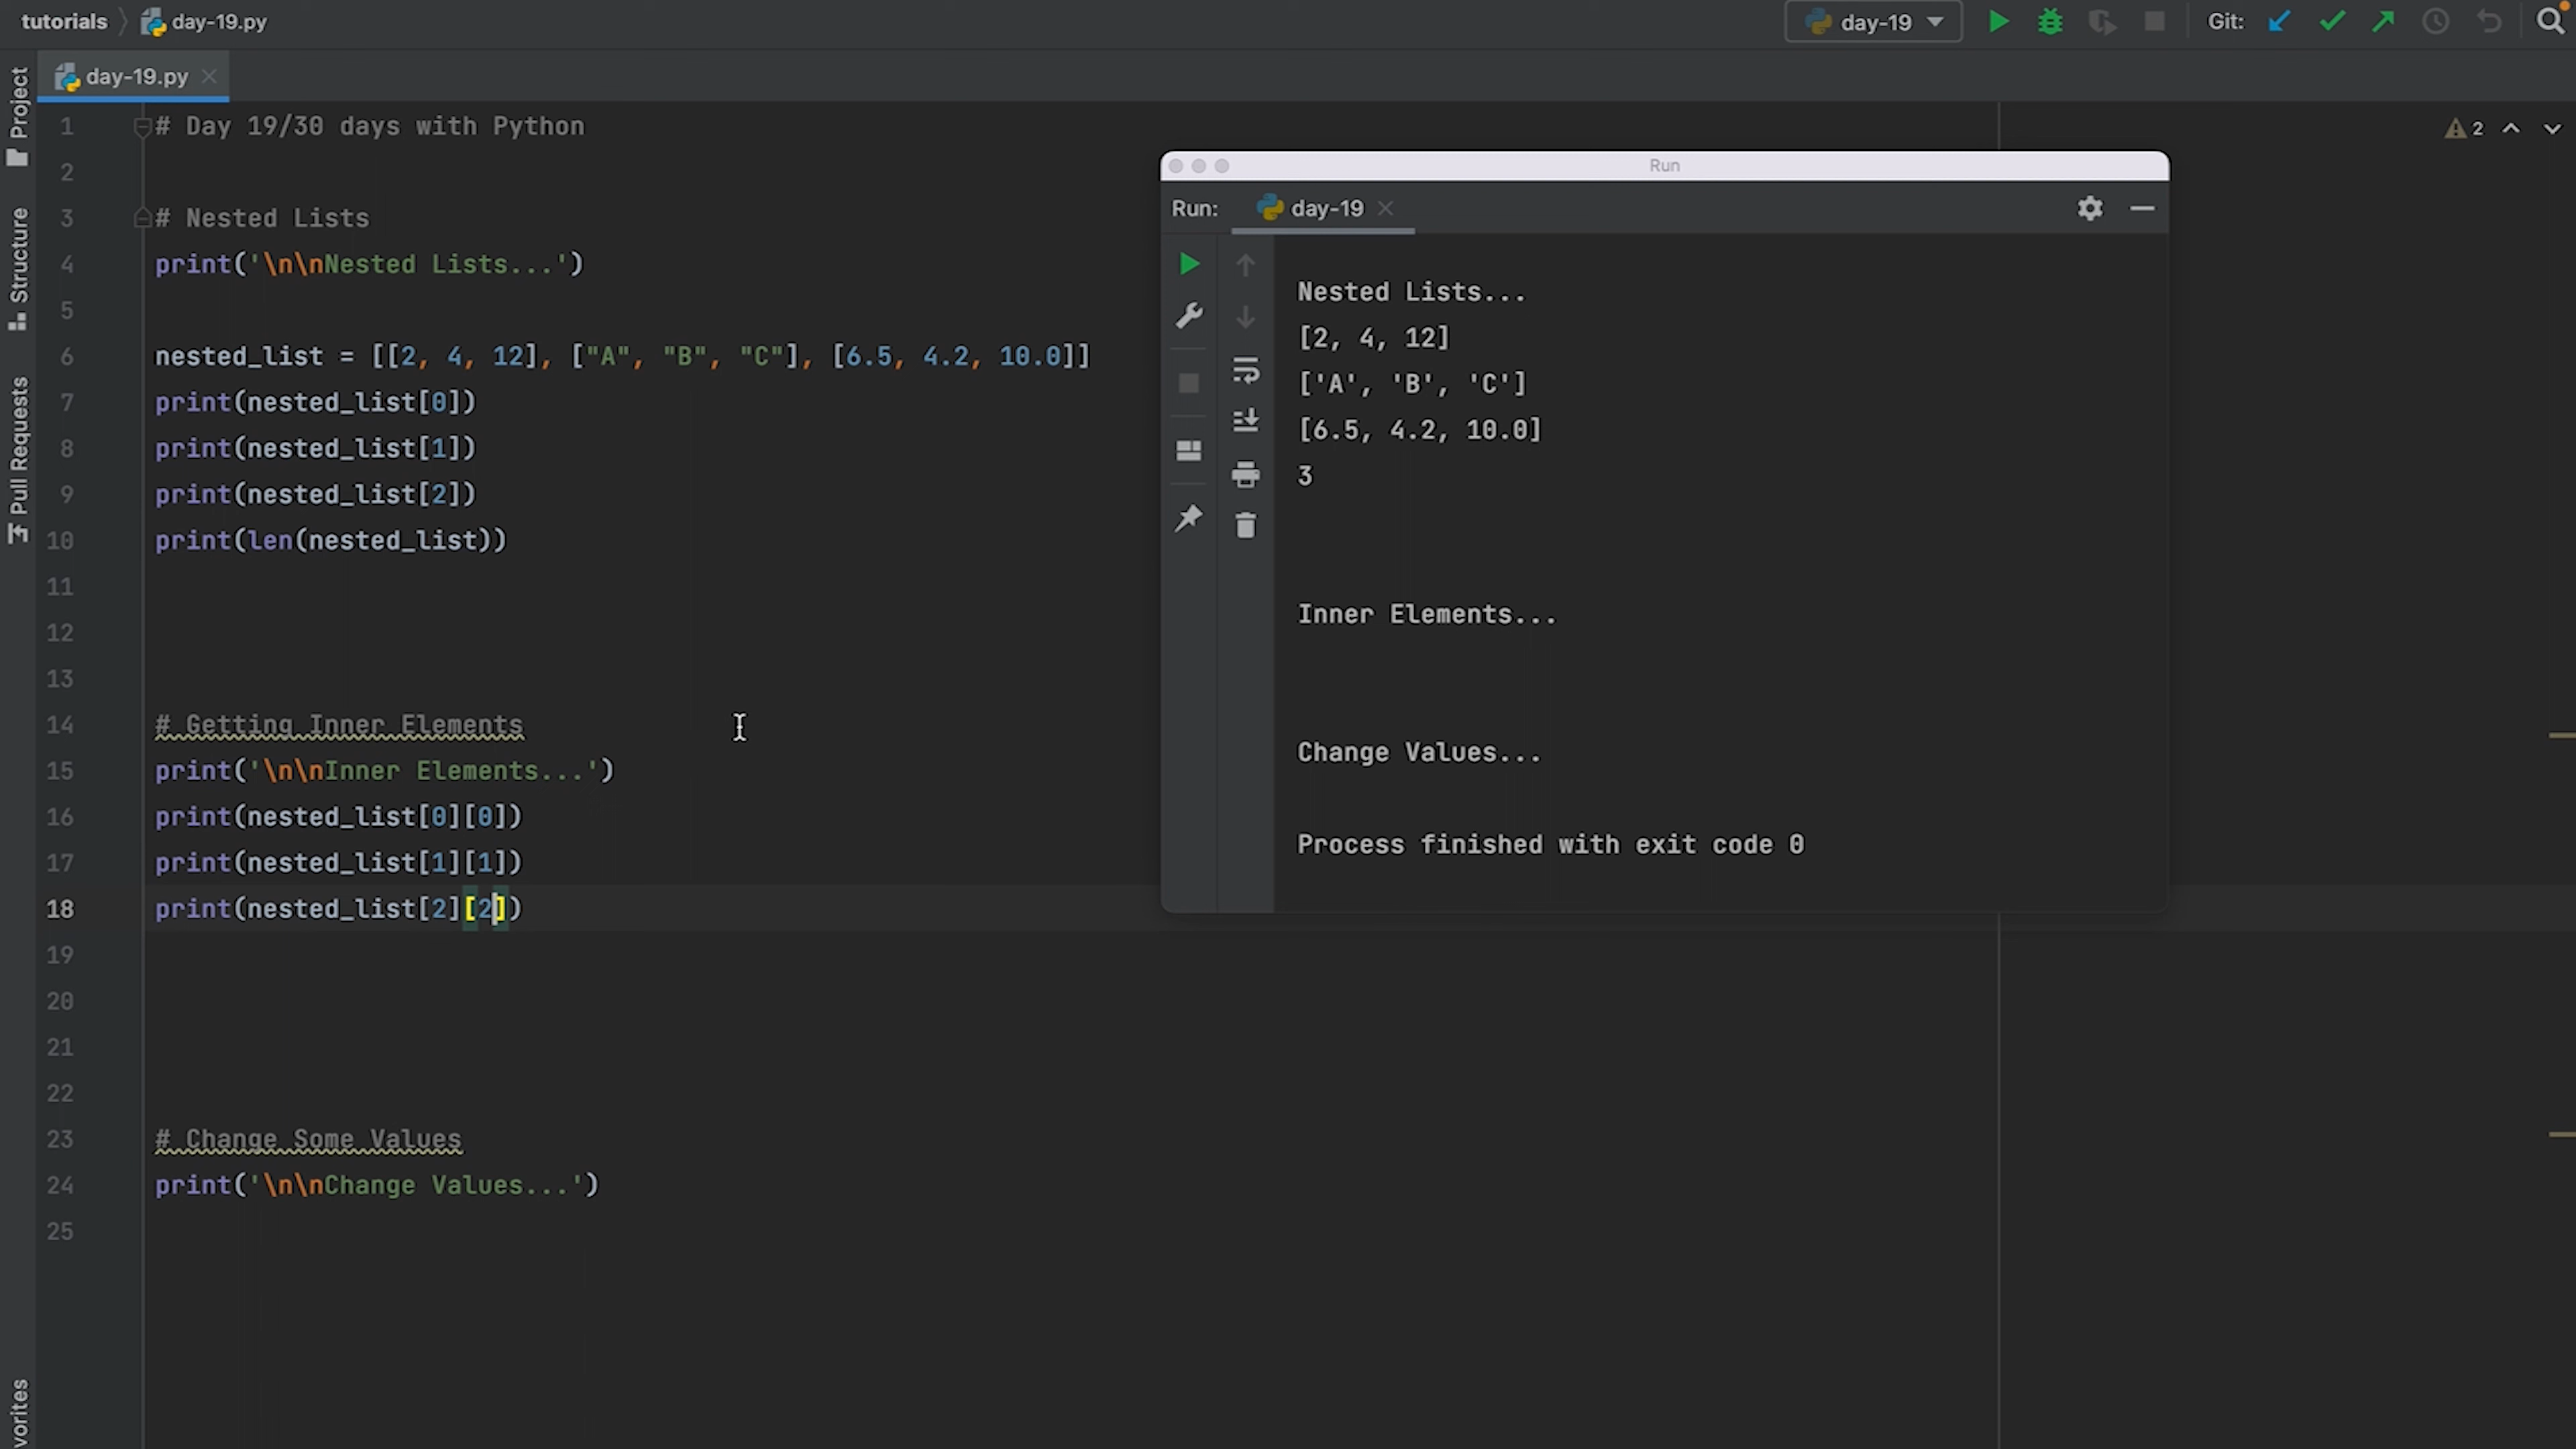 tutorials day-19.py
day-19 Git:
day-19.py
Project
Structure
Pull Requests
vorites
2
1 # Day 19/30 days with Python
2
3 # Nested Lists
4 print('\n\nNested Lists...')
5
6 nested_list = [[2, 4, 12], ["A", "B", "C"], [6.5, 4.2, 10.0]]
7 print(nested_list[0])
8 print(nested_list[1])
9 print(nested_list[2])
10 print(len(nested_list))
11
12
13
14 # Getting Inner Elements
15 print('\n\nInner Elements...')
16 print(nested_list[0][0])
17 print(nested_list[1][1])
18 print(nested_list[2][2])
19
20
21
22
23 # Change Some Values
24 print('\n\nChange Values...')
25
Run
Run: day-19
Nested Lists...
[2, 4, 12]
['A', 'B', 'C']
[6.5, 4.2, 10.0]
3
Inner Elements...
Change Values...
Process finished with exit code 0